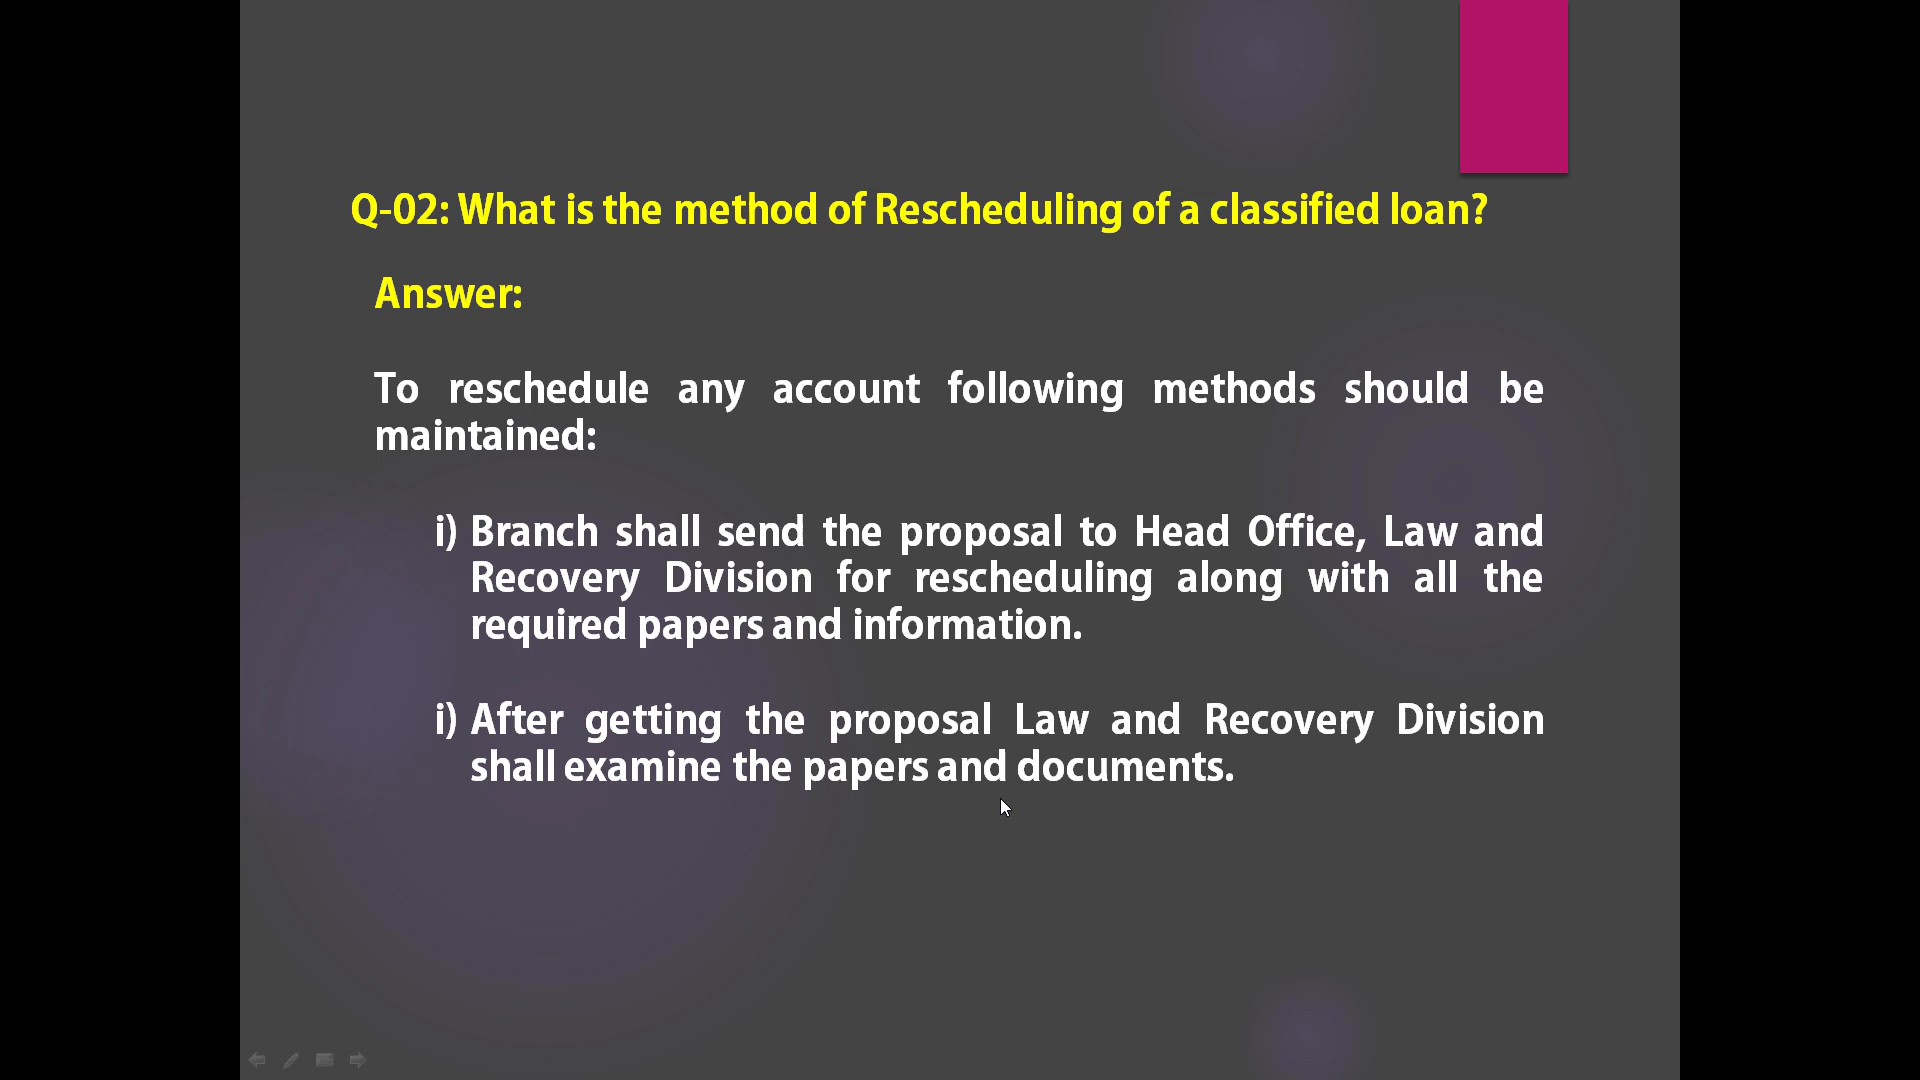 Q-02: What is the method of Rescheduling of a classified loan?
Answer:
To reschedule any account following methods should be
maintained:
i) Branch shall send the proposal to Head Office, Law and
Recovery Division for rescheduling along with all the
required papers and information.
i) After getting the proposal Law and Recovery Division
shall examine the papers and documents.